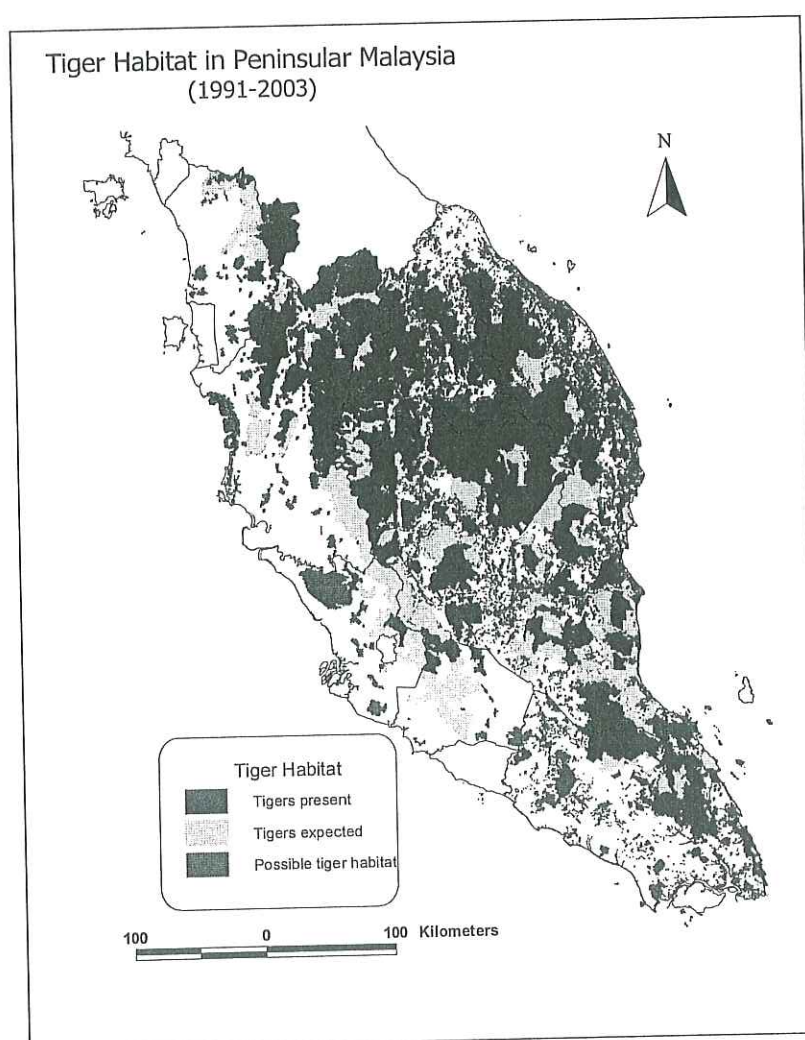 Tiger Habitat in Peninsular Malaysia
(1991-2003)
N
Tiger Habitat
Tigers present
Tigers expected
Possible tiger habitat
100 0 100 Kilometers